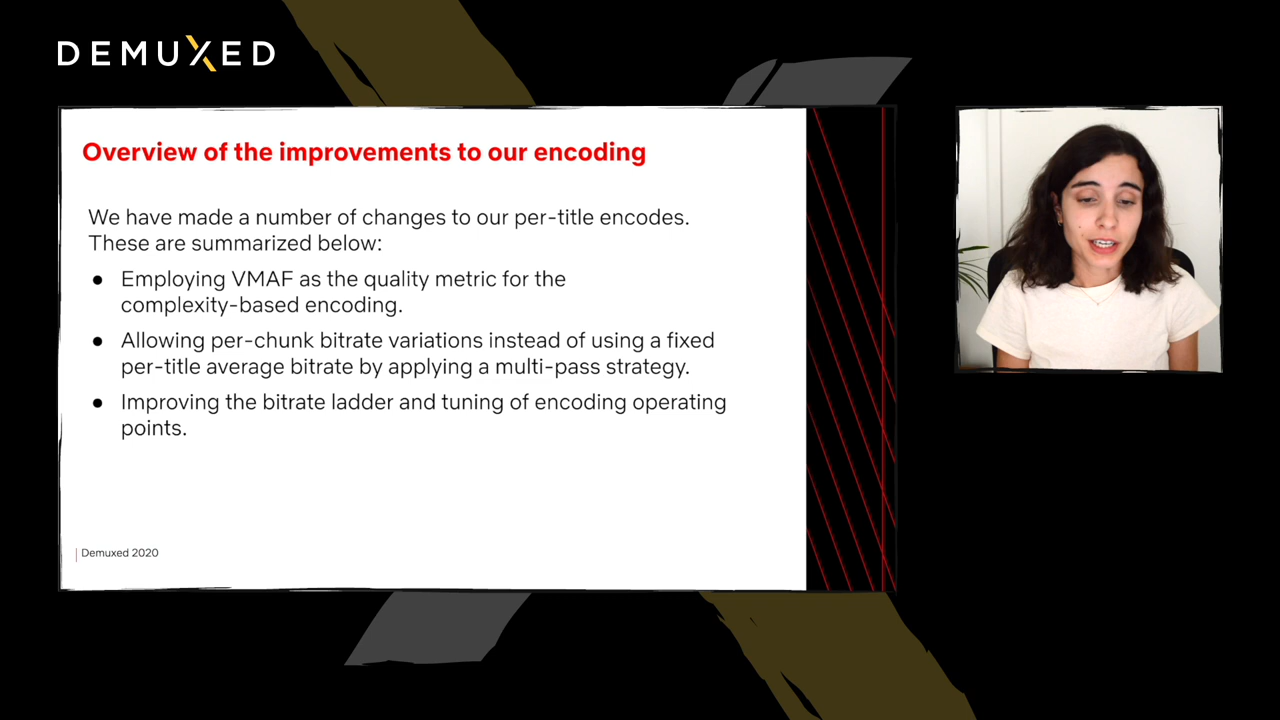 DEMUXED
Overview of the improvements to our encoding
We have made a number of changes to our per-title encodes.
These are summarized below:
● Employing VMAF as the quality metric for the
complexity-based encoding.
● Allowing per-chunk bitrate variations instead of using a fixed
per-title average bitrate by applying a multi-pass strategy.
● Improving the bitrate ladder and tuning of encoding operating
points.
Demuxed 2020